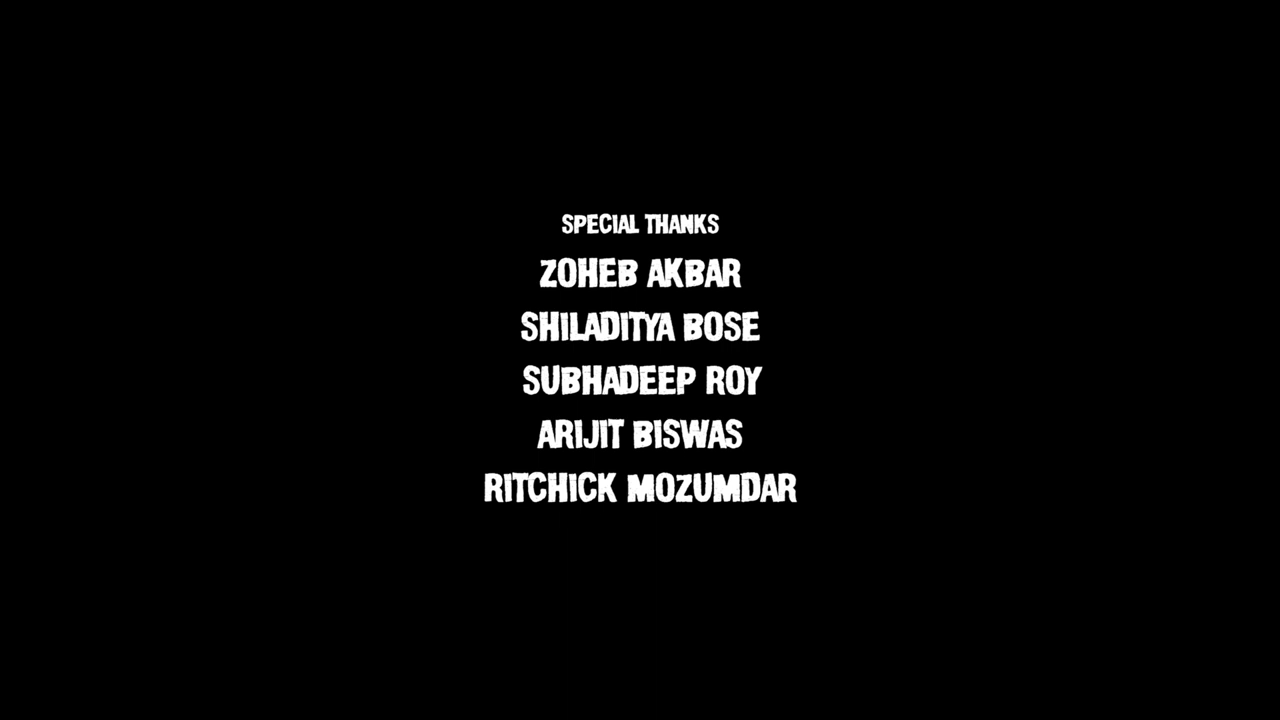 SPECIAL THANKS
ZOHEB AKBAR
SHILADITYA BOSE
SUBHADEEP ROY
ARIJIT BISWAS
RITCHICK MOZUMDAR